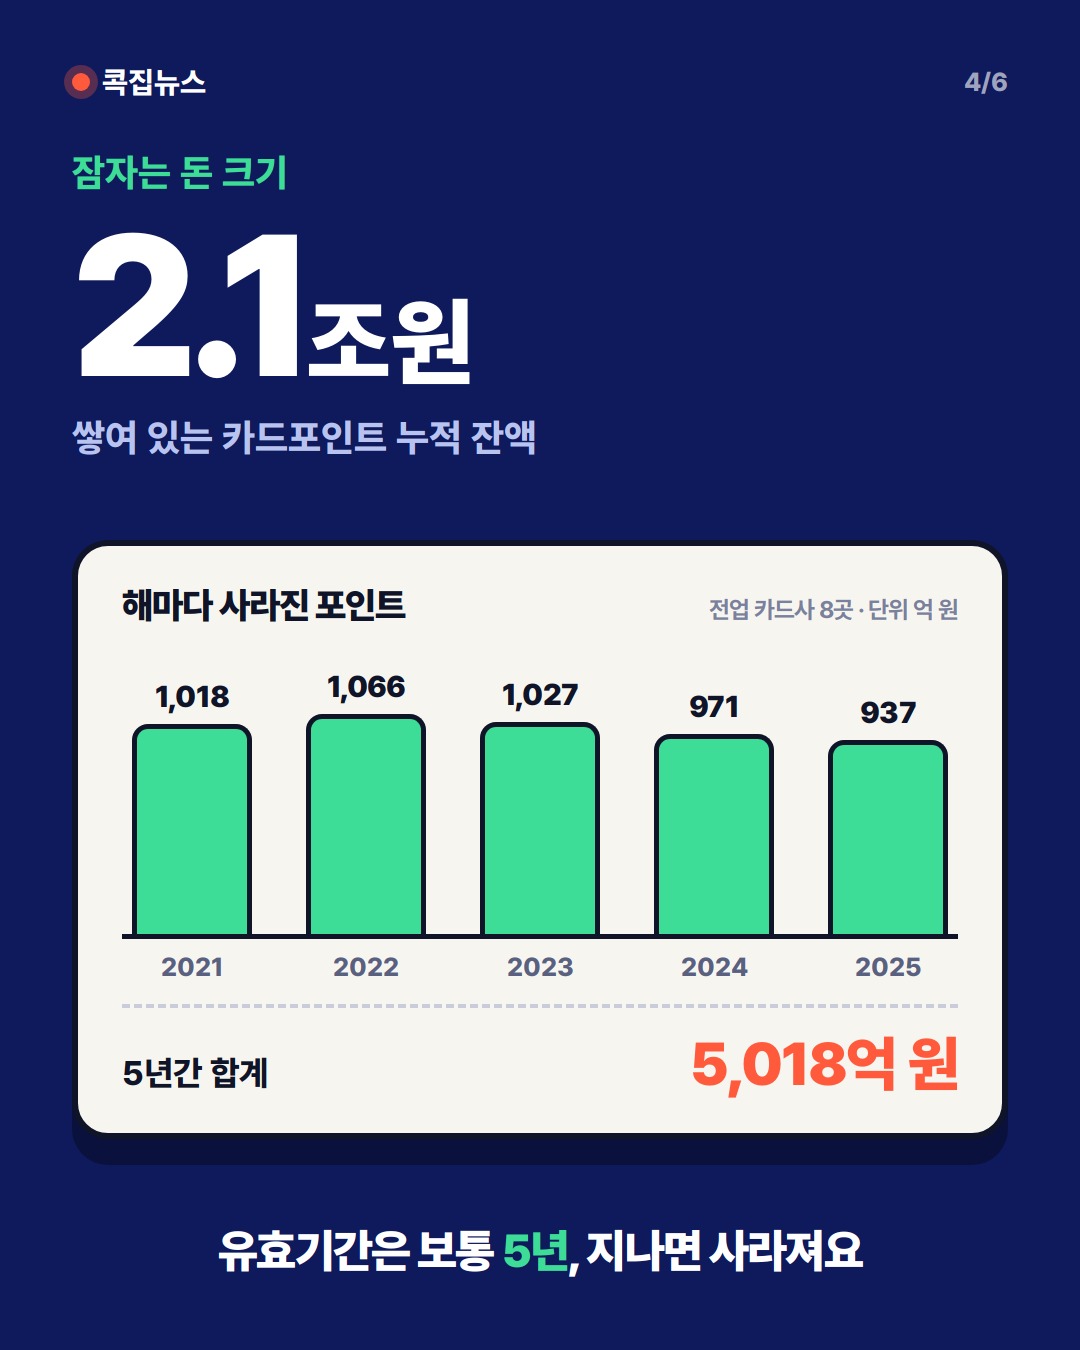 콕집뉴스
4/6
잠자는 돈 크기
2.1조원
쌓여 있는 카드포인트 누적 잔액
해마다 사라진 포인트
전업 카드사 8곳 · 단위 억 원
1,018
1,066
1,027
971
937
2021
2022
2023
2024
2025
5년간 합계
5,018억 원
유효기간은 보통 5년, 지나면 사라져요